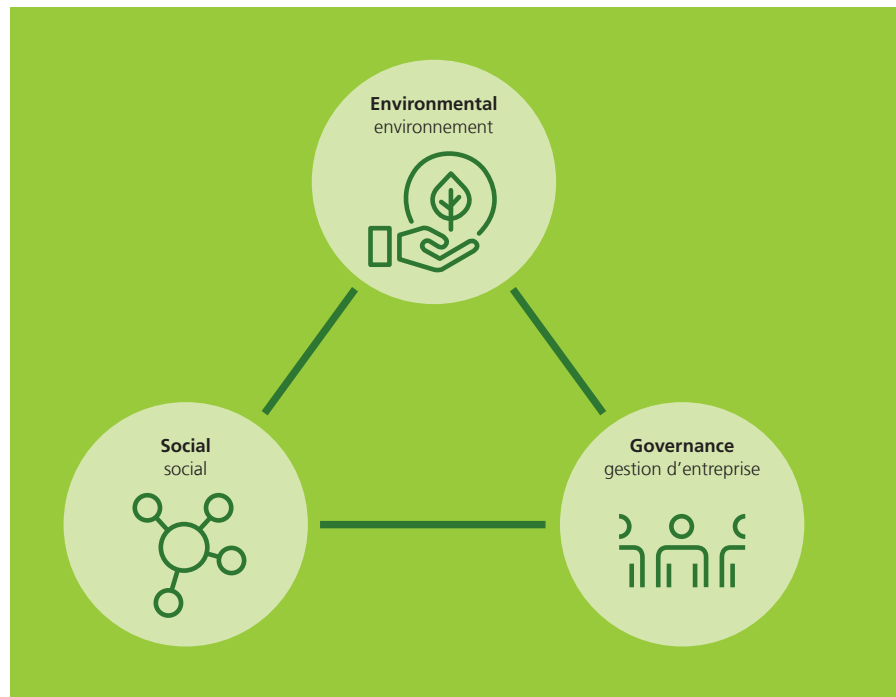 Environmental
environnement
Social
social
Governance
gestion d’entreprise